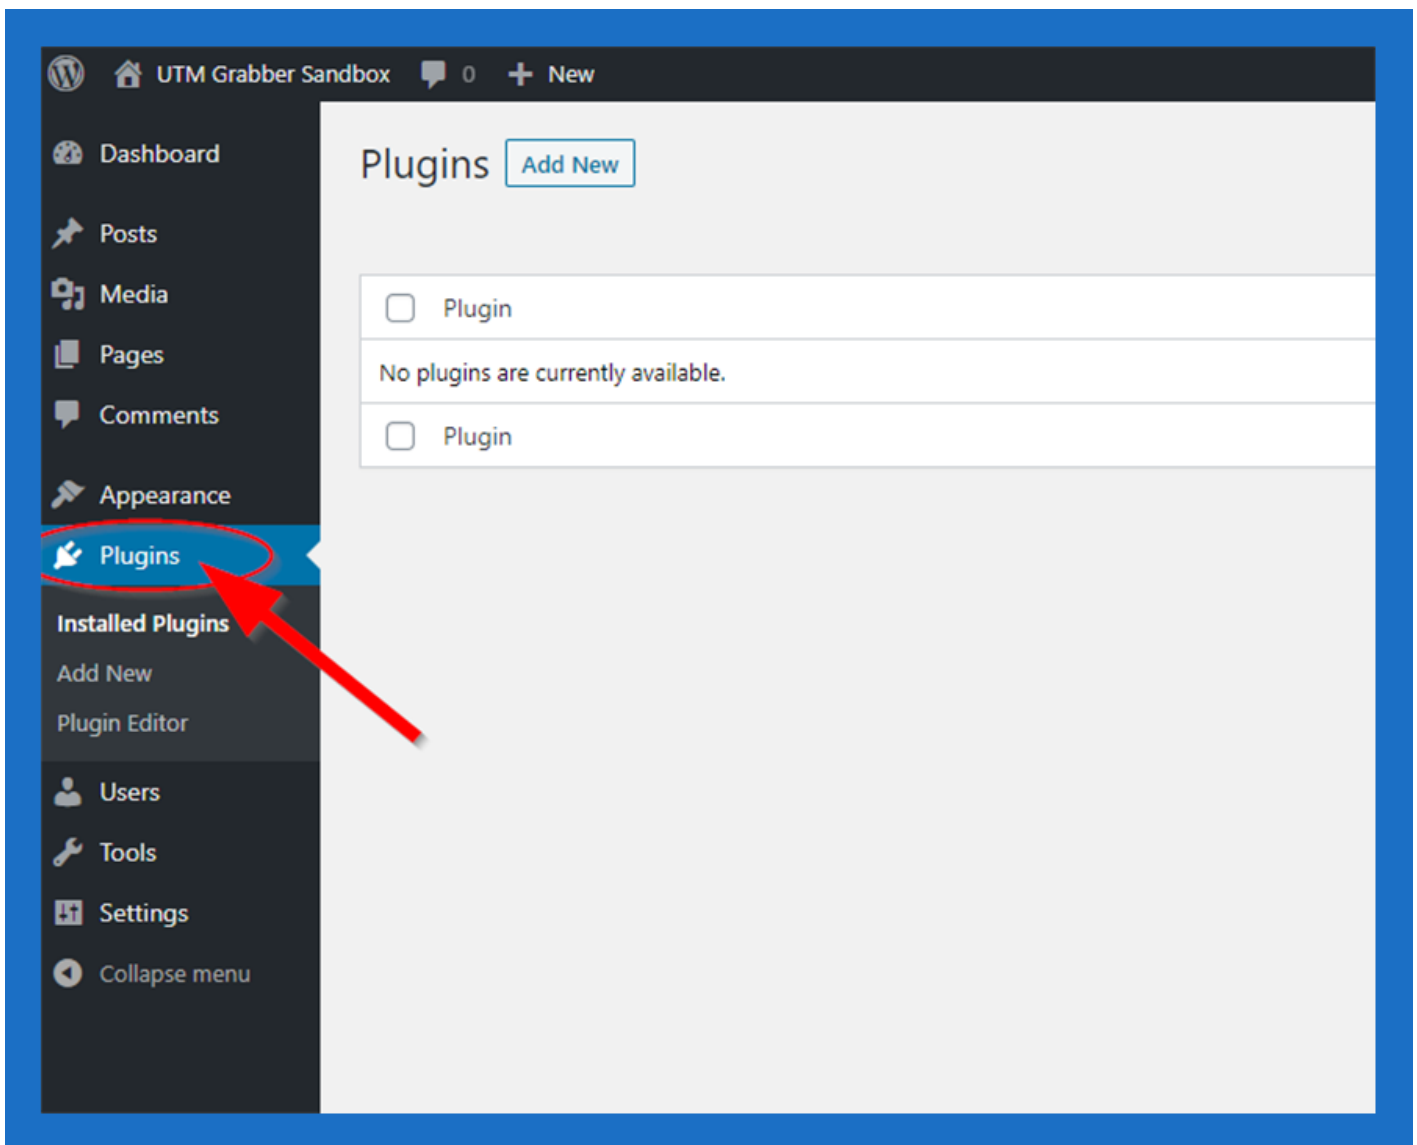 UTM Grabber Sandbox 0 New
Dashboard
Posts
Media
Pages
Comments
Appearance
Plugins
Installed Plugins
Add New
Plugin Editor
Users
Tools
Settings
Collapse menu
Plugins Add New
Plugin
No plugins are currently available.
Plugin